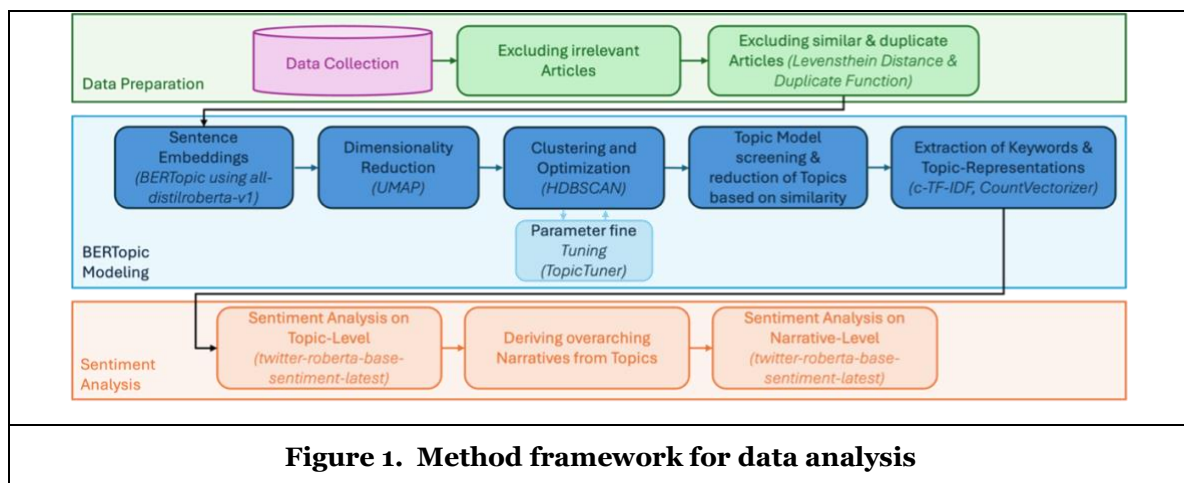 Data Preparation
Data Collection
Excluding irrelevant
Articles
Excluding similar & duplicate
Articles (Levensthein Distance &
Duplicate Function)
BERTopic
Modeling
Sentence
Embeddings
(BERTopic using all-
distilroberta-v1)
Dimensionality
Reduction
(UMAP)
Clustering and
Optimization
(HDBSCAN)
Parameter fine
Tuning
(TopicTuner)
Topic Model
screening &
reduction of Topics
based on similarity
Extraction of Keywords &
Topic-Representations
(c-TF-IDF, CountVectorizer)
Sentiment
Analysis
Sentiment Analysis on
Topic-Level
(twitter-roberta-base-
sentiment-latest)
Deriving overarching
Narratives from Topics
Sentiment Analysis on
Narrative-Level
(twitter-roberta-base-
sentiment-latest)
Figure 1. Method framework for data analysis